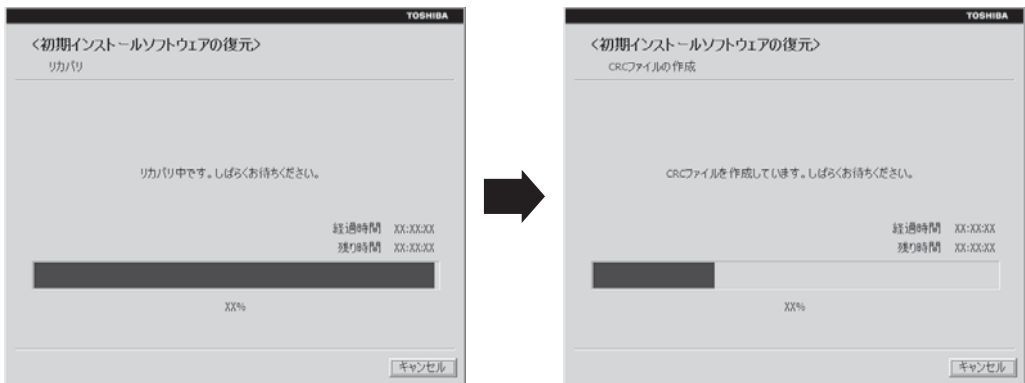 TOSHIBA
<初期インストールソフトウェアの復元>
リカバリ
リカバリ中です。しばらくお待ちください。
経過時間 XX:XX:XX
残り時間 XX:XX:XX
XX%
キャンセル
TOSHIBA
<初期インストールソフトウェアの復元>
CRCファイルの作成
CRCファイルを作成しています。しばらくお待ちください。
経過時間 XX:XX:XX
残り時間 XX:XX:XX
XX%
キャンセル